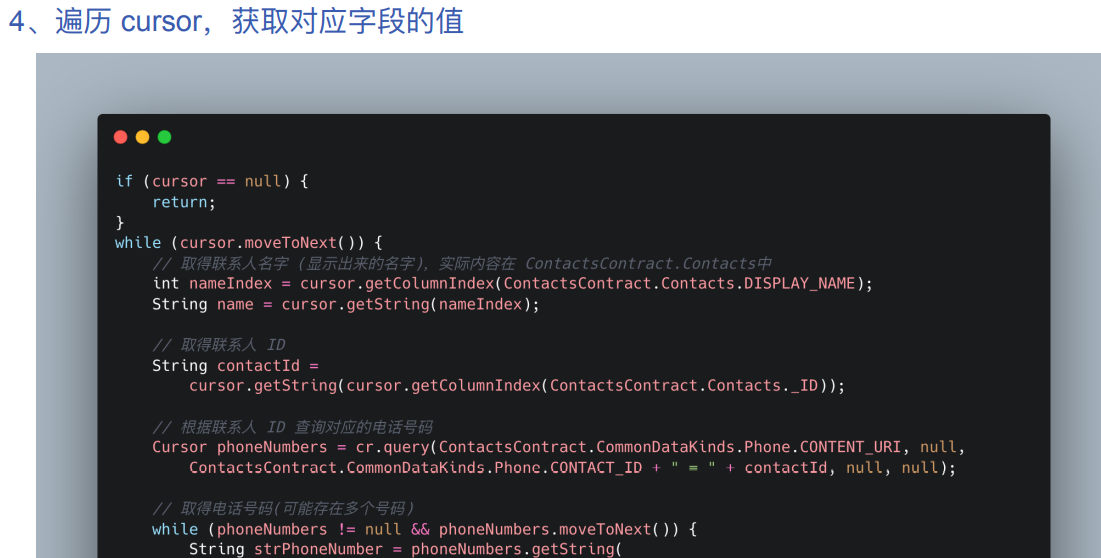 4、遍历 cursor，获取对应字段的值
if (cursor == null) {
    return;
}
while (cursor.moveToNext()) {
    // 取得联系人名字 (显示出来的名字)，实际内容在 ContactsContract.Contacts中
    int nameIndex = cursor.getColumnIndex(ContactsContract.Contacts.DISPLAY_NAME);
    String name = cursor.getString(nameIndex);
    // 取得联系人 ID
    String contactId =
        cursor.getString(cursor.getColumnIndex(ContactsContract.Contacts._ID));
    // 根据联系人 ID 查询对应的电话号码
    Cursor phoneNumbers = cr.query(ContactsContract.CommonDataKinds.Phone.CONTENT_URI, null,
        ContactsContract.CommonDataKinds.Phone.CONTACT_ID + " = " + contactId, null, null);
    // 取得电话号码(可能存在多个号码)
    while (phoneNumbers != null && phoneNumbers.moveToNext()) {
        String strPhoneNumber = phoneNumbers.getString(